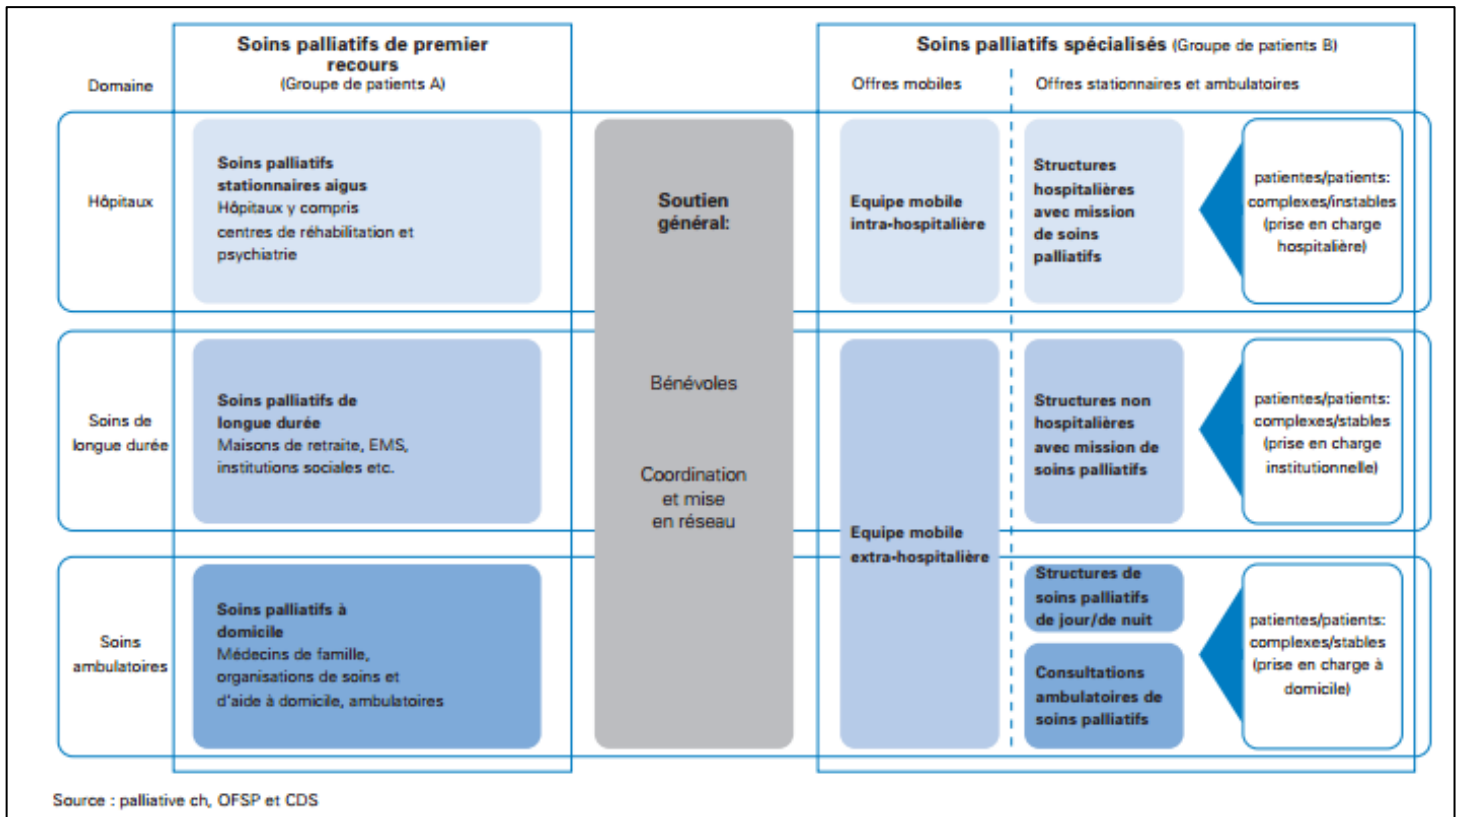 Soins palliatifs de premier
recours
(Groupe de patients A)
Soins palliatifs spécialisés (Groupe de patients B)
Domaine
Offres mobiles
Offres stationnaires et ambulatoires
Hôpitaux
Soins palliatifs
stationnaires aigus
Hôpitaux y compris
centres de réhabilitation et
psychiatrie
Soutien
général:
Bénévoles
Coordination
et mise
en réseau
Equipe mobile
intra-hospitalière
Structures
hospitalières
avec mission
de soins
palliatifs
patientes/patients:
complexes/instables
(prise en charge
hospitalière)
Soins de
longue durée
Soins palliatifs de
longue durée
Maisons de retraite, EMS,
institutions sociales etc.
Equipe mobile
extra-hospitalière
Structures non
hospitalières
avec mission de
soins palliatifs
patientes/patients:
complexes/stables
(prise en charge
institutionnelle)
Soins
ambulatoires
Soins palliatifs à
domicile
Médecins de famille,
organisations de soins et
d'aide à domicile, ambulatoires
Structures de
soins palliatifs
de jour/de nuit
Consultations
ambulatoires de
soins palliatifs
patientes/patients:
complexes/stables
(prise en charge à
domicile)
Source : palliative ch, OFSP et CDS